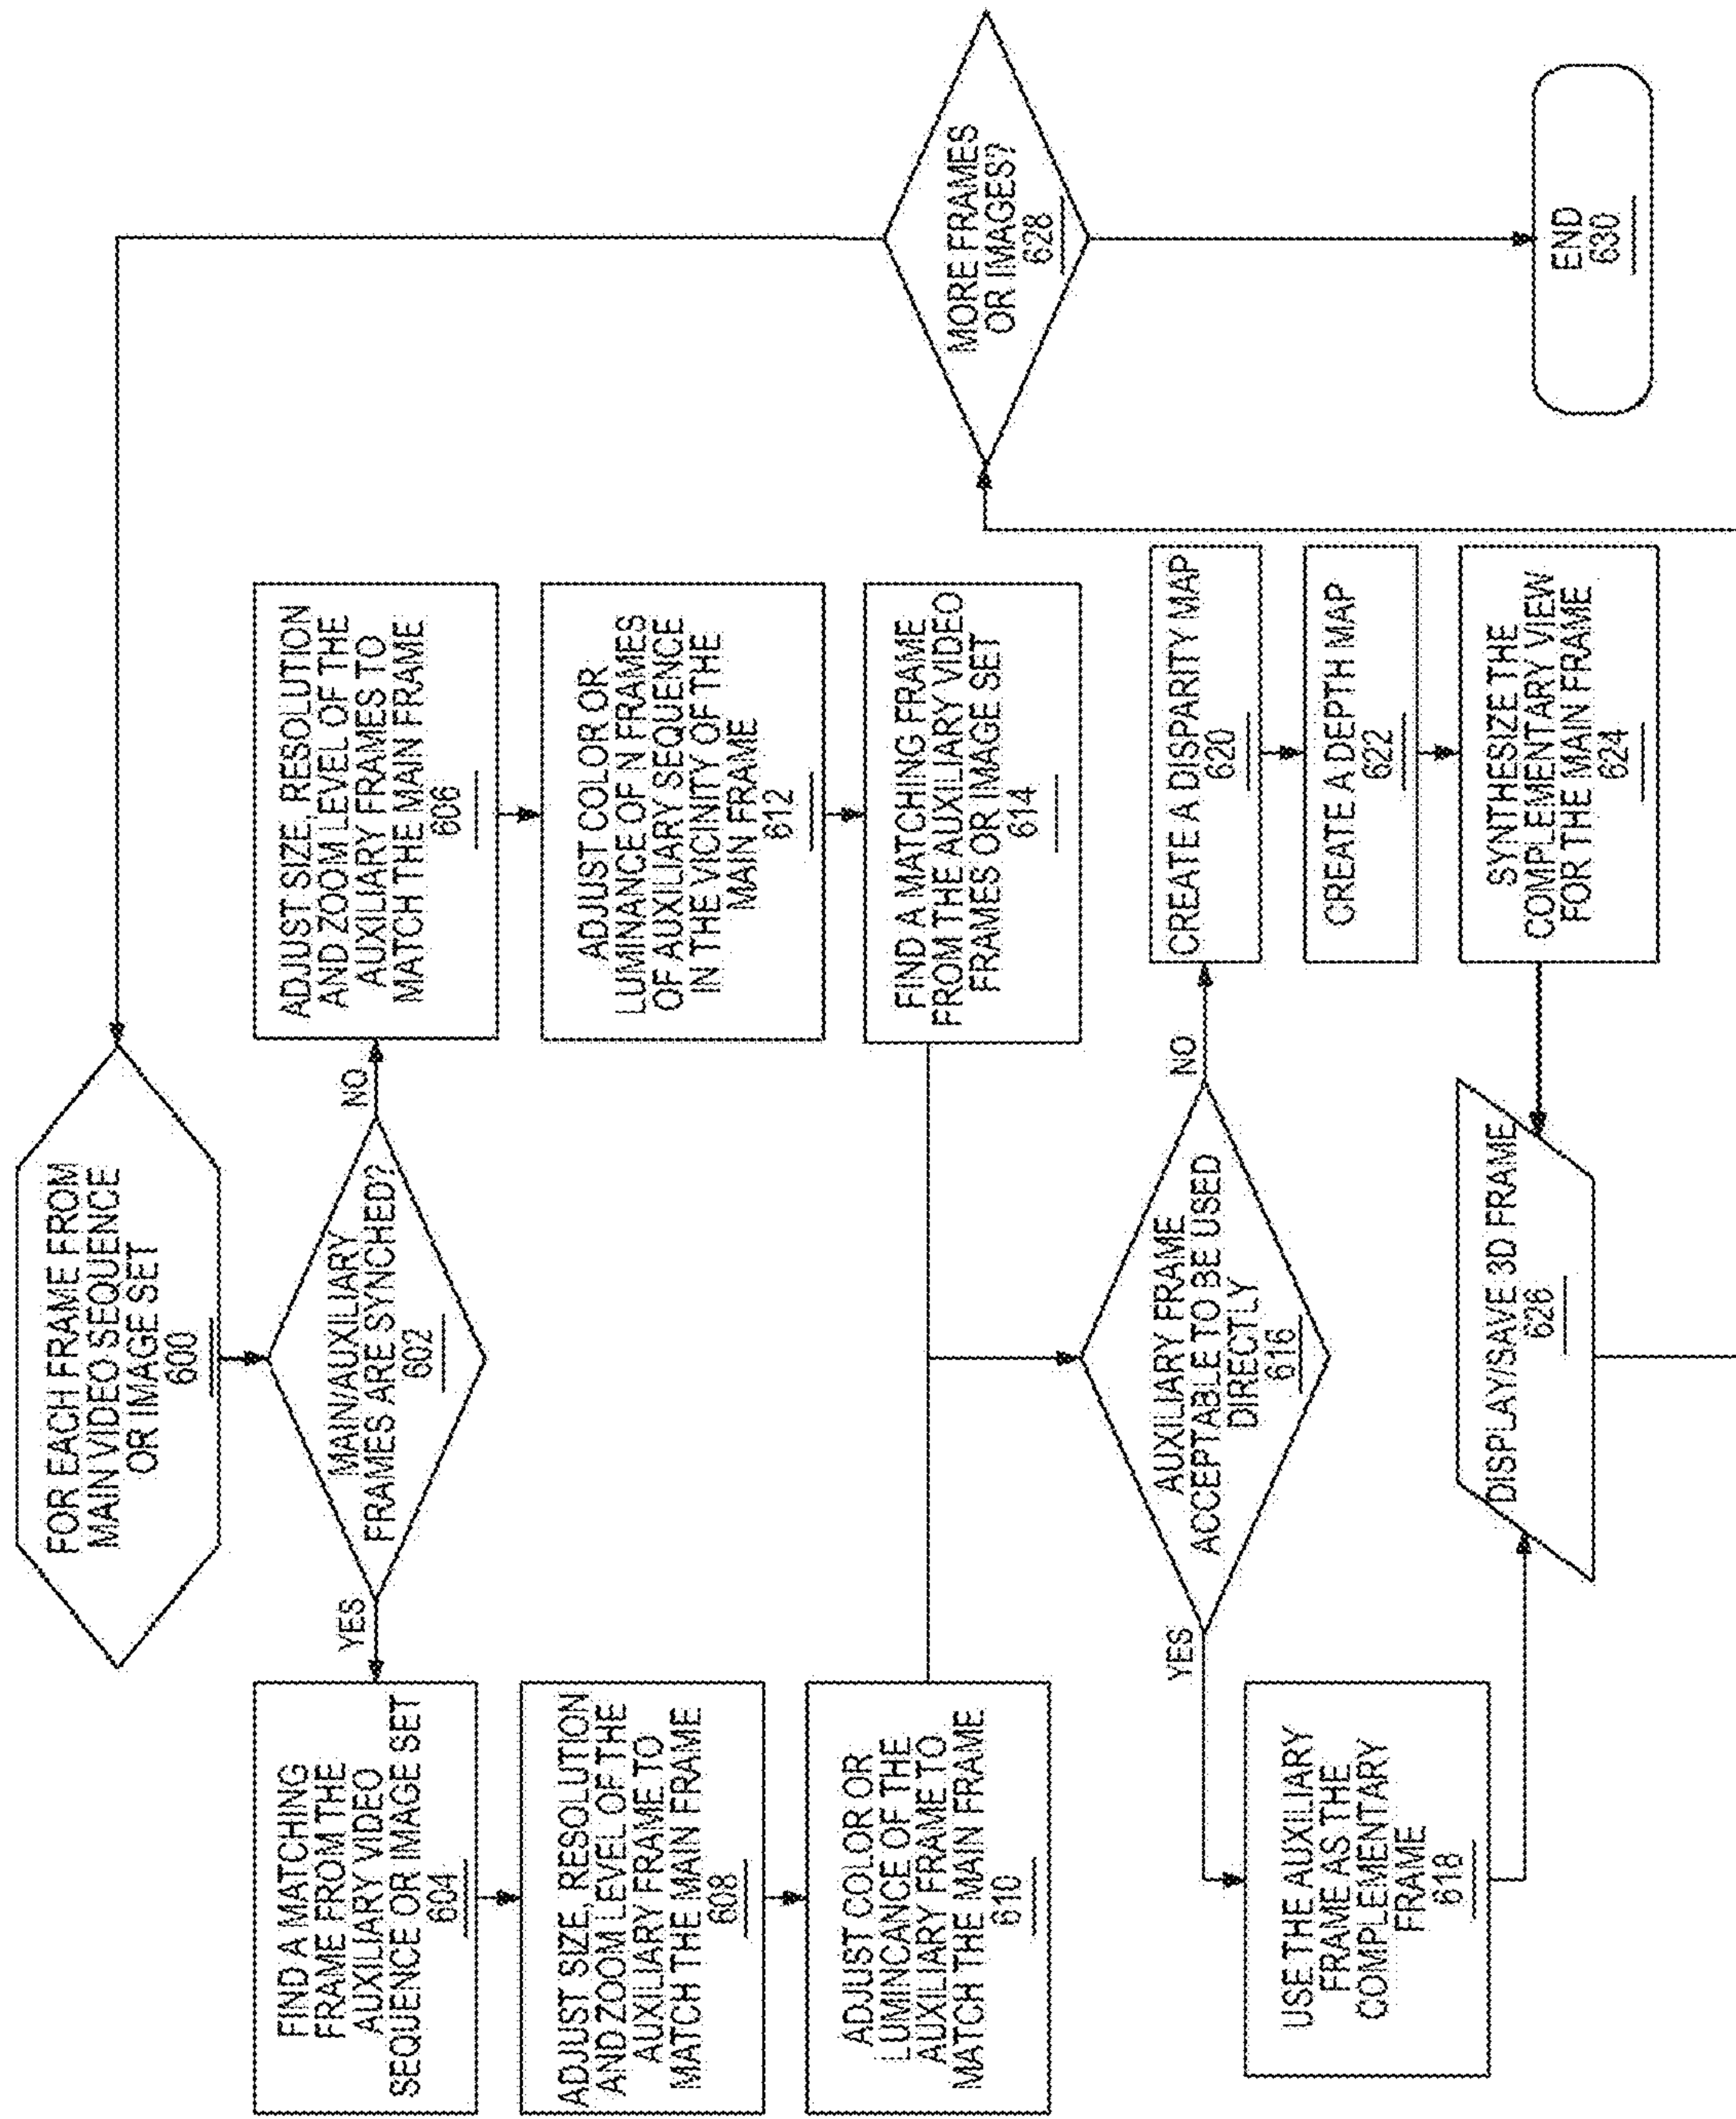 FOR EACH FRAME FROM
MAIN VIDEO SEQUENCE
OR IMAGE SET
600
MAIN/AUXILIARY
FRAMES ARE SYNCHED?
602
YES
NO
FIND A MATCHING
FRAME FROM THE
AUXILIARY VIDEO
SEQUENCE OR IMAGE SET
604
ADJUST SIZE, RESOLUTION
AND ZOOM LEVEL OF THE
AUXILIARY FRAME TO
MATCH THE MAIN FRAME
608
ADJUST COLOR OR
LUMINCANCE OF THE
AUXILIARY FRAME TO
MATCH THE MAIN FRAME
610
ADJUST SIZE, RESOLUTION
AND ZOOM LEVEL OF THE
AUXILIARY FRAMES TO
MATCH THE MAIN FRAME
606
ADJUST COLOR OR
LUMINANCE OF N FRAMES
OF AUXILIARY SEQUENCE
IN THE VICINITY OF THE
MAIN FRAME
612
FIND A MATCHING FRAME
FROM THE AUXILIARY VIDEO
FRAMES OR IMAGE SET
614
AUXILIARY FRAME
ACCEPTABLE TO BE USED
DIRECTLY
616
YES
NO
USE THE AUXILIARY
FRAME AS THE
COMPLEMENTARY
FRAME
618
CREATE A DISPARITY MAP
620
CREATE A DEPTH MAP
622
SYNTHESIZE THE
COMPLEMENTARY VIEW
FOR THE MAIN FRAME
624
DISPLAY/SAVE 3D FRAME
626
MORE FRAMES
OR IMAGES?
628
END
630